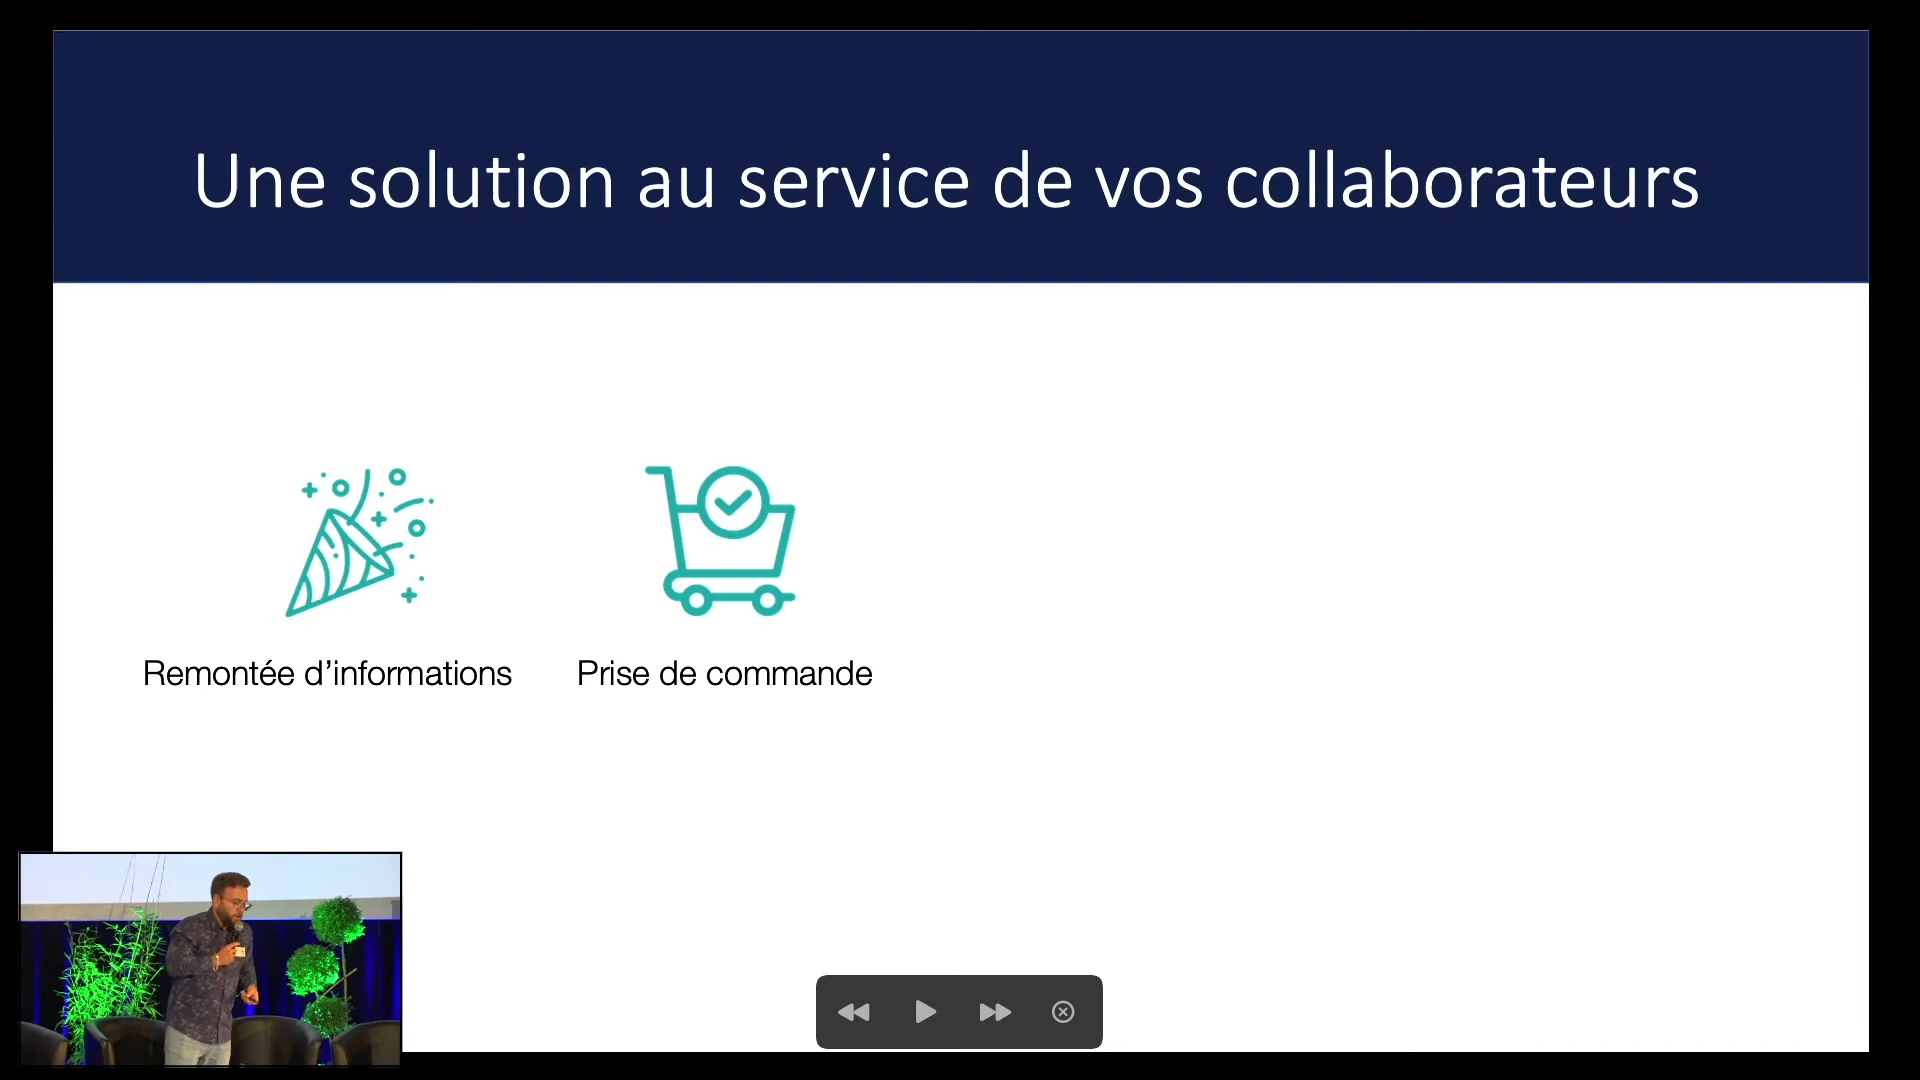 Une solution au service de vos collaborateurs
Remontée d’informations
Prise de commande